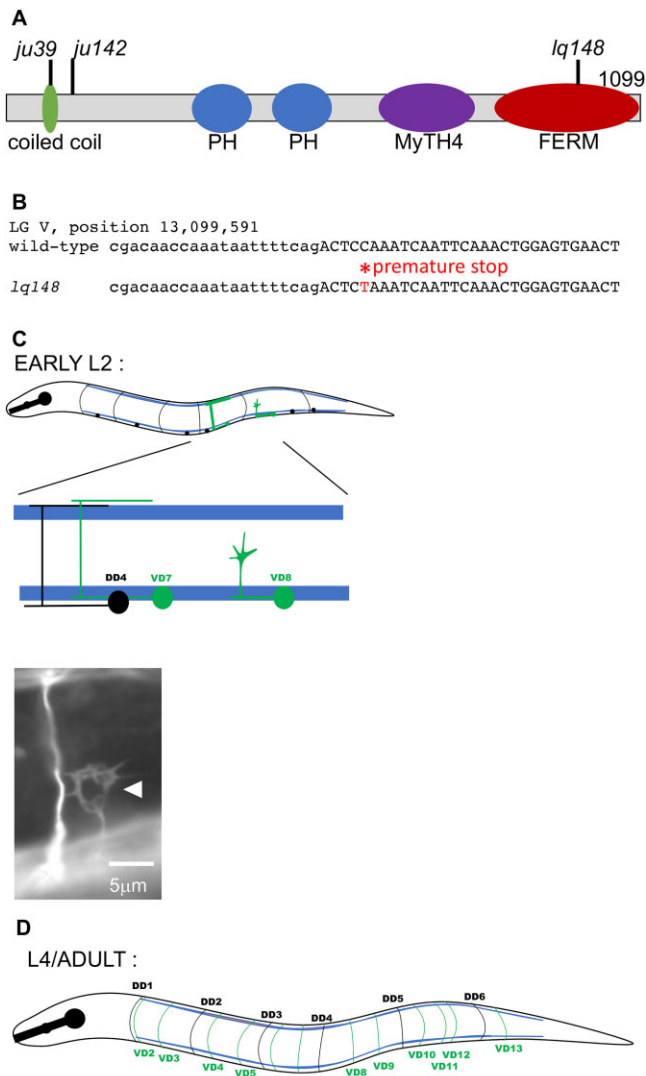 A
ju39 ju142 lq148
1099
coiled coil PH PH MyTH4 FERM
B
LG V, position 13,099,591
wild-type cgacaaccaaataattttcagACTCCAAATCAATTCAAACTGGAGTGAACT
*premature stop
lq148 cgacaaccaaataattttcagACTCTAAATCAATTCAAACTGGAGTGAACT
C
EARLY L2 :
DD4 VD7 VD8
5μm
D
L4/ADULT :
DD1 DD2 DD3 DD4 DD5 DD6
VD2 VD3 VD4 VD5 VD8 VD9 VD10 VD11 VD12 VD13